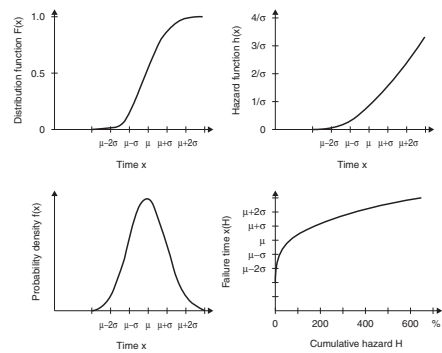 Distribution function F(x)
1.0
0.5
0
μ−2σ μ−σ μ μ+σ μ+2σ
Time x
Hazard function h(x)
4/σ
3/σ
2/σ
1/σ
0
μ−2σ μ−σ μ μ+σ μ+2σ
Time x
Probability density f(x)
μ−2σ μ−σ μ μ+σ μ+2σ
Time x
Failure time x(H)
μ+2σ
μ+σ
μ
μ−σ
μ−2σ
0 200 400 600 %
Cumulative hazard H